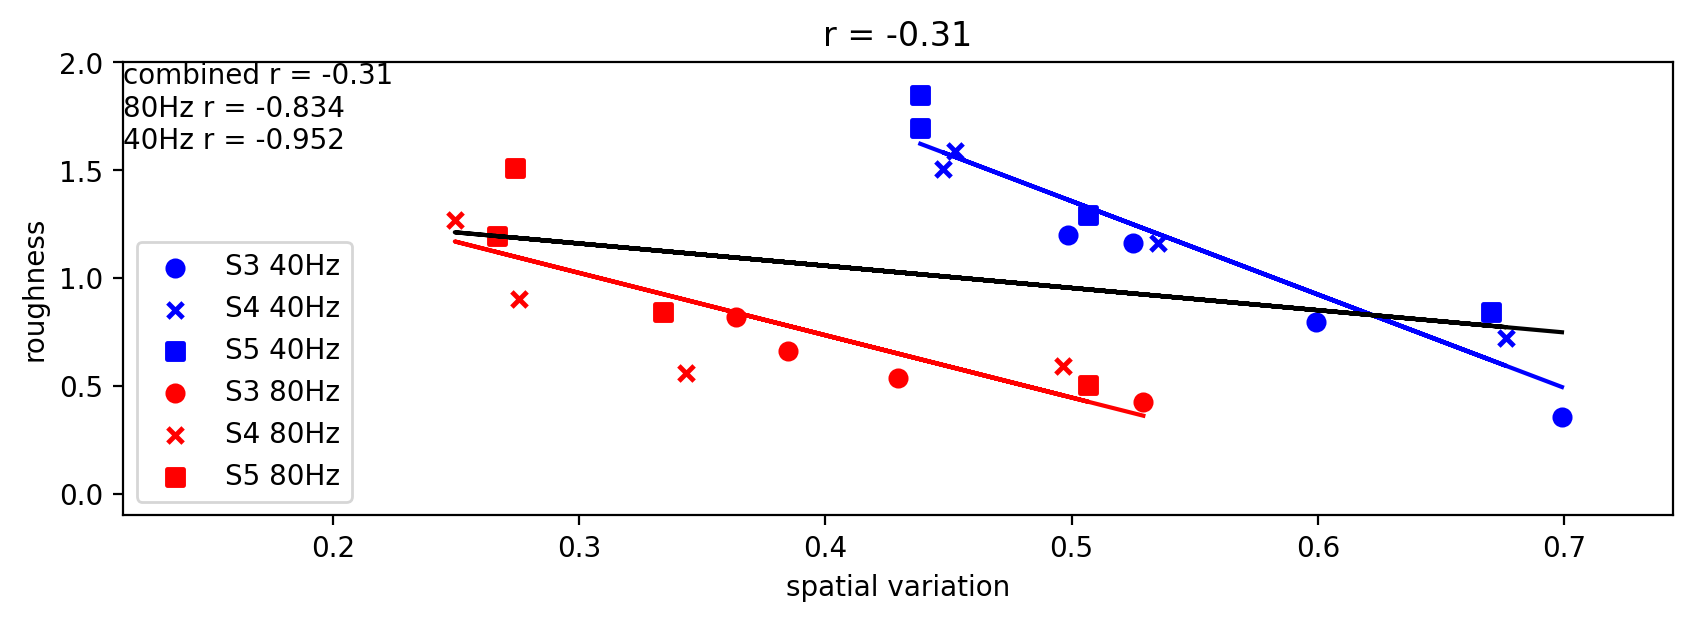 r = -0.31
combined r = -0.31
80Hz r = -0.834
40Hz r = -0.952
2.0
1.5
1.0
0.5
0.0
roughness
S3 40Hz
S4 40Hz
S5 40Hz
S3 80Hz
S4 80Hz
S5 80Hz
0.2 0.3 0.4 0.5 0.6 0.7
spatial variation